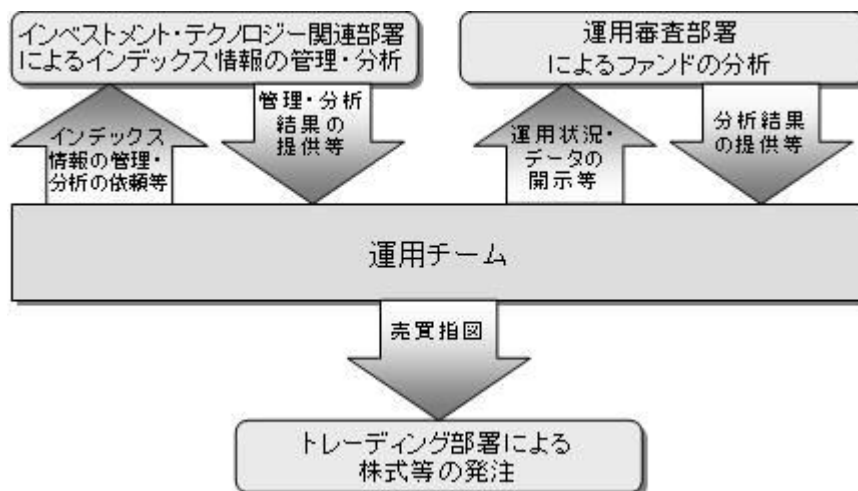 インベストメント・テクノロジー関連部署
によるインデックス情報の管理・分析
運用審査部署
によるファンドの分析
インデックス
情報の管理・
分析の依頼等
管理・分析
結果の
提供等
運用状況・
データの
開示等
分析結果
の提供等
運用チーム
売買指図
トレーディング部署による
株式等の発注